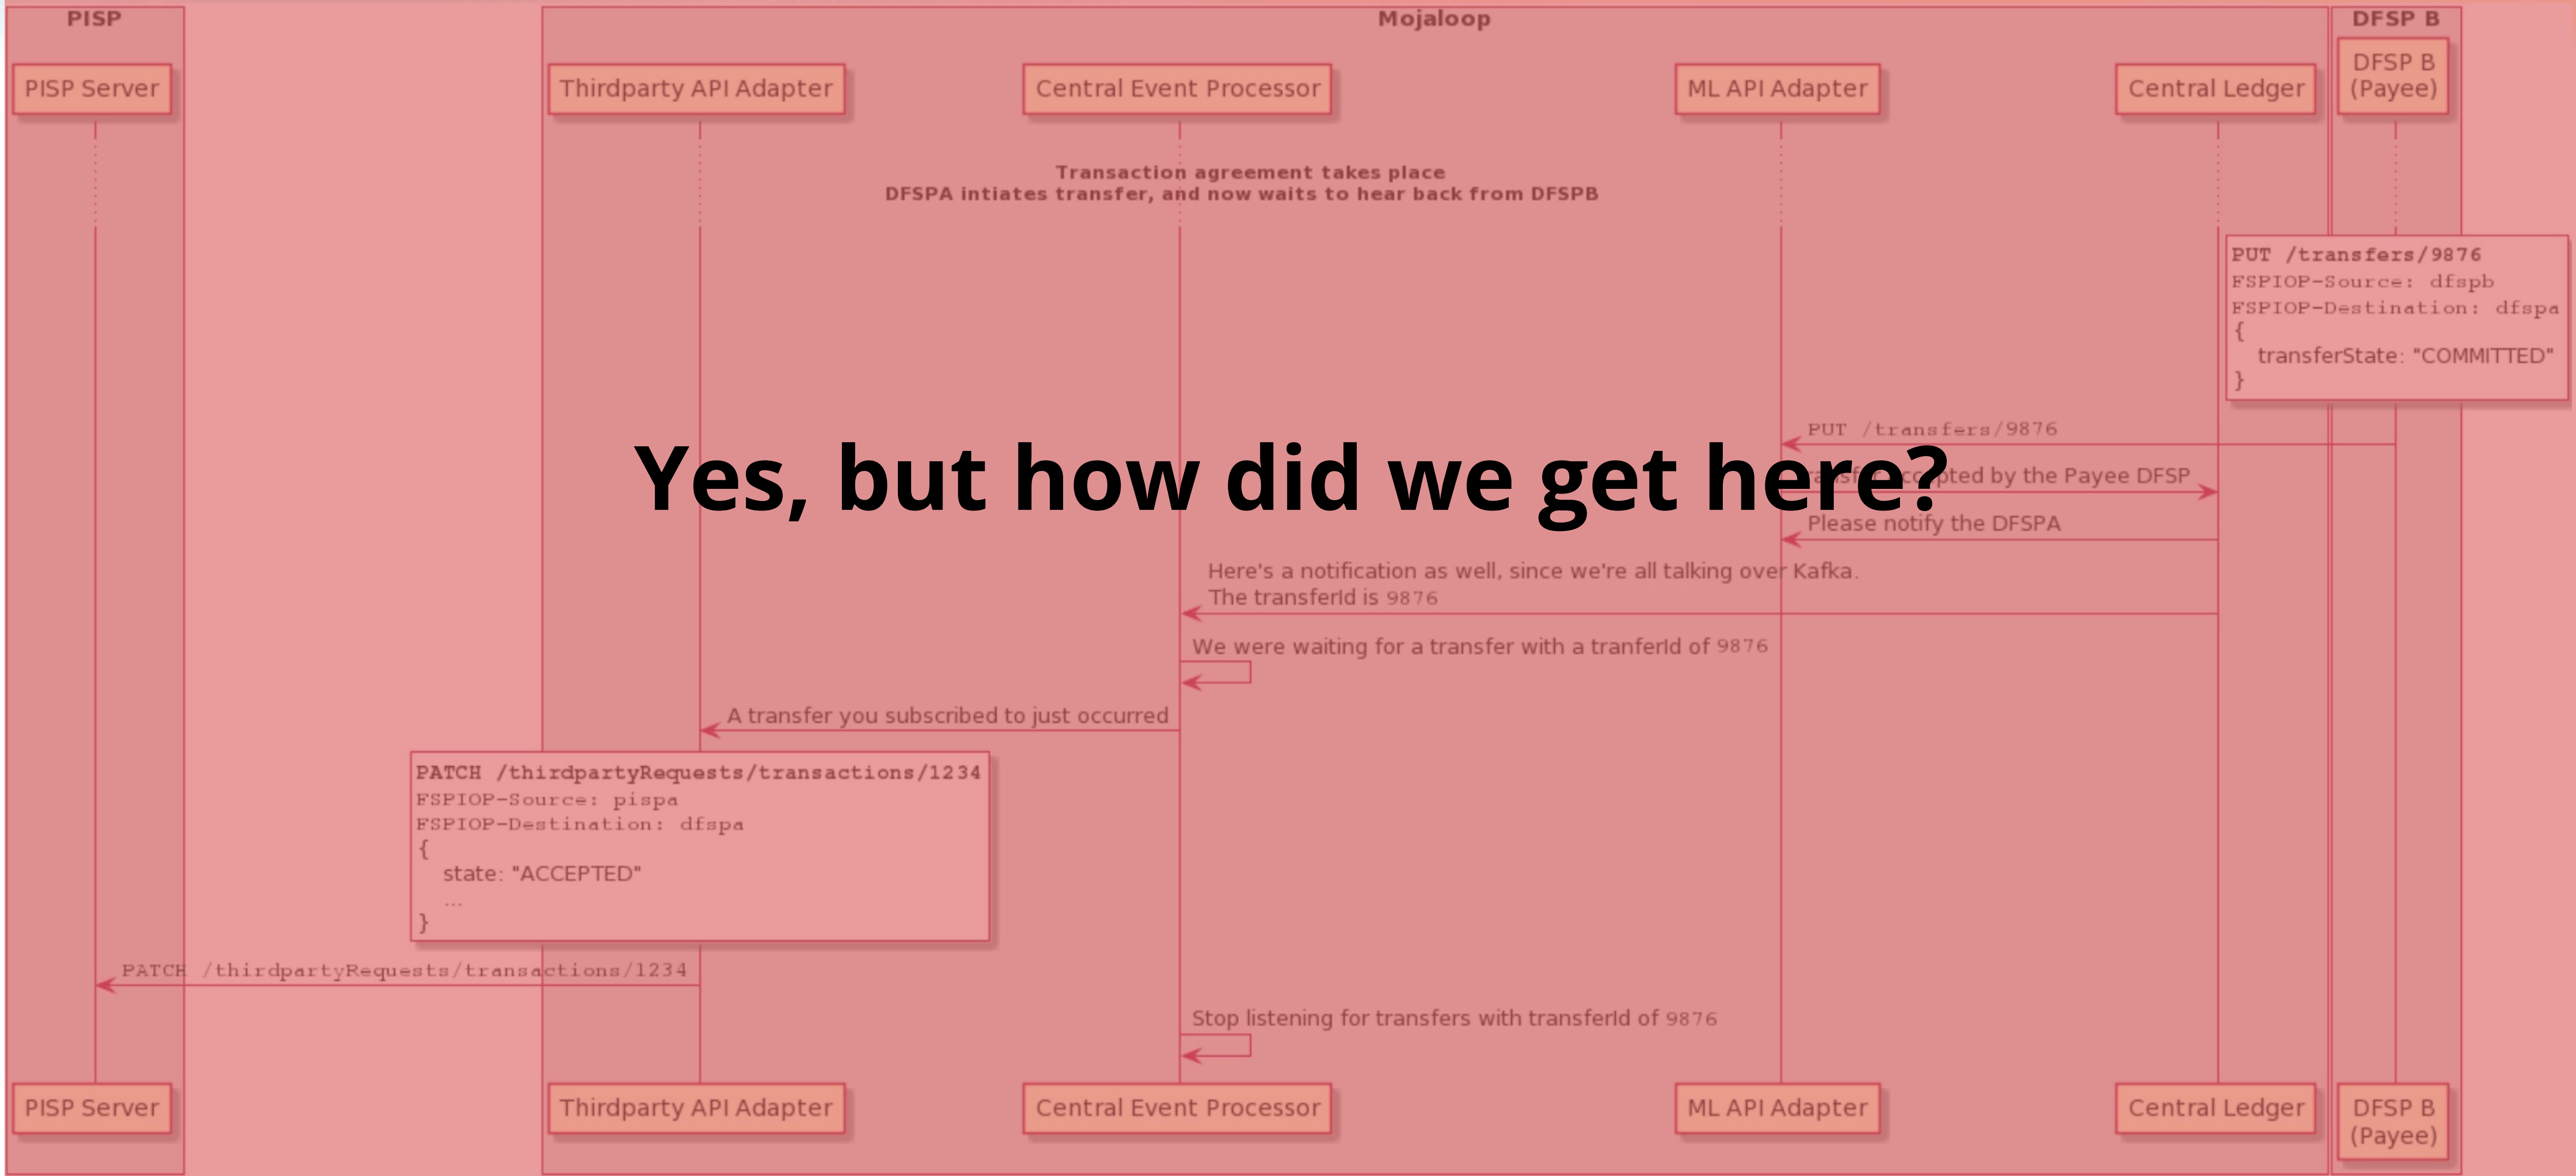 PISP
Mojaloop
DFSP B
PISP Server
Thirdparty API Adapter
Central Event Processor
ML API Adapter
Central Ledger
DFSP B
(Payee)
Transaction agreement takes place
DFSPA intiates transfer, and now waits to hear back from DFSPB
PUT /transfers/9876
FSPIOP-Source: dfspb
FSPIOP-Destination: dfspa
{
transferState: "COMMITTED"
}
PUT /transfers/9876
Yes, but how did we get here?
by the Payee DFSP
Please notify the DFSPA
Here's a notification as well, since we're all talking over Kafka.
The transferId is 9876
We were waiting for a transfer with a tranferId of 9876
A transfer you subscribed to just occurred
PATCH /thirdpartyRequests/transactions/1234
FSPIOP-Source: pispa
FSPIOP-Destination: dfspa
{
state: "ACCEPTED"
...
}
PATCH /thirdpartyRequests/transactions/1234
Stop listening for transfers with transferId of 9876
PISP Server
Thirdparty API Adapter
Central Event Processor
ML API Adapter
Central Ledger
DFSP B
(Payee)